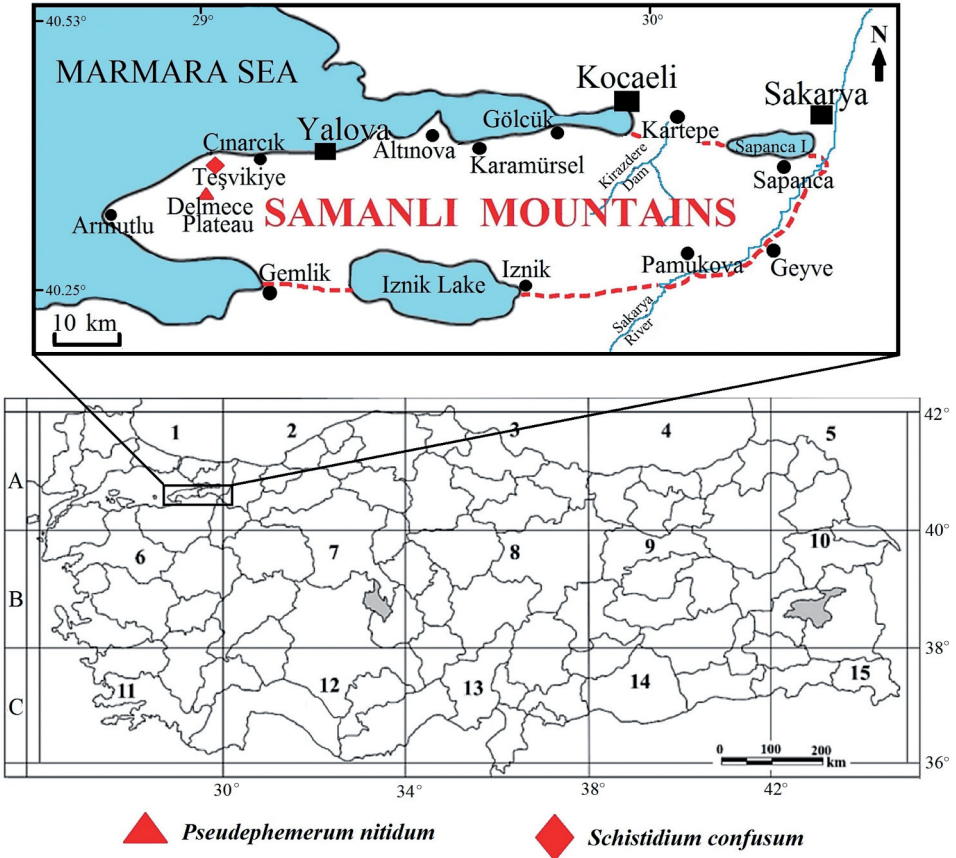 40.53°
29°
30°
N
MARMARA SEA
Kocaeli
Sakarya
Yalova
Gölcük
Kartepe
Çınarcık
Altınova
Karamürsel
Sapanca L.
Teşvikiye
Kirazdere
Dam
Sapanca
Delmece
Plateau
SAMANLI MOUNTAINS
Armutlu
Gemlik
Iznik Lake
Iznik
Pamukova
Geyve
40.25°
10 km
Sakarya
River
1
2
3
4
5
42°
A
40°
6
7
8
9
10
B
38°
11
12
13
14
15
C
0 100 200
km
36°
30°
34°
38°
42°
Pseudephemerum nitidum
Schistidium confusum